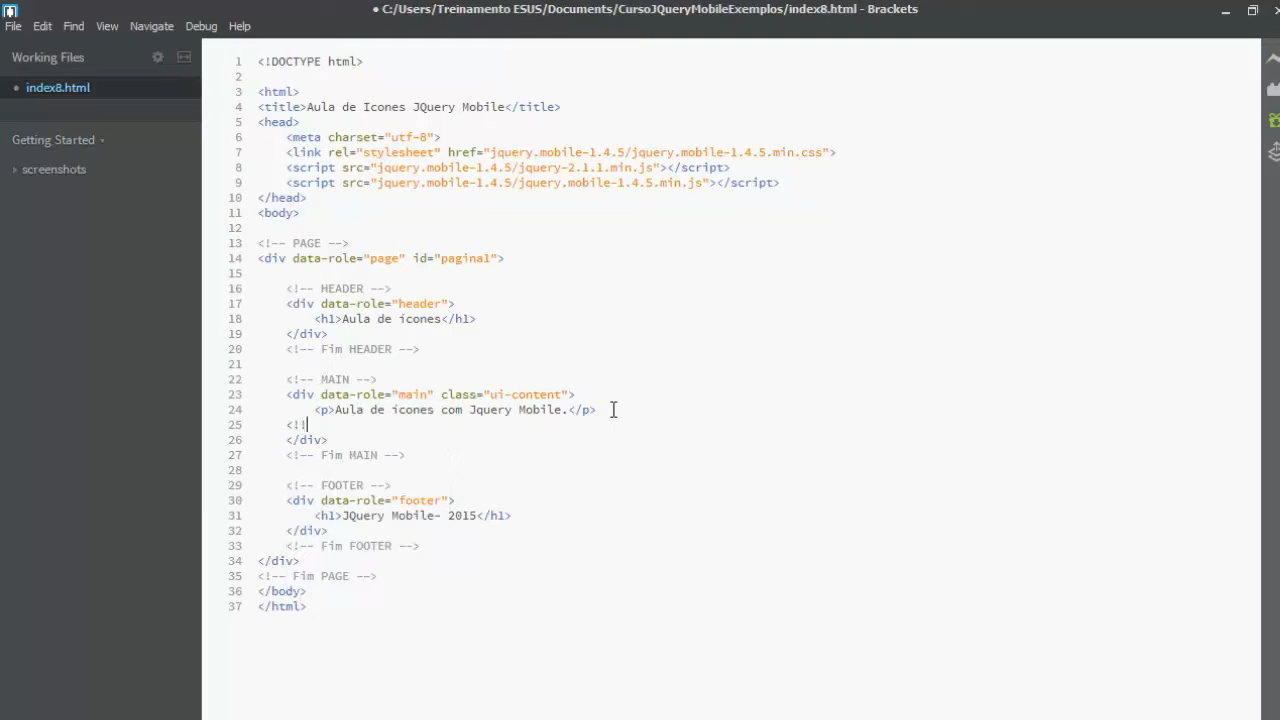 • C:/Users/Treinamento ESUS/Documents/CursoJQueryMobileExemplos/index8.html - Brackets
File Edit Find View Navigate Debug Help
Working Files
• index8.html
Getting Started
screenshots
1 <!DOCTYPE html>
2
3 <html>
4 <title>Aula de Icones JQuery Mobile</title>
5 <head>
6 <meta charset="utf-8">
7 <link rel="stylesheet" href="jquery.mobile-1.4.5/jquery.mobile-1.4.5.min.css">
8 <script src="jquery.mobile-1.4.5/jquery-2.1.1.min.js"></script>
9 <script src="jquery.mobile-1.4.5/jquery.mobile-1.4.5.min.js"></script>
10 </head>
11 <body>
12
13 <!-- PAGE -->
14 <div data-role="page" id="pagina1">
15
16 <!-- HEADER -->
17 <div data-role="header">
18 <h1>Aula de ícones</h1>
19 </div>
20 <!-- Fim HEADER -->
21
22 <!-- MAIN -->
23 <div data-role="main" class="ui-content">
24 <p>Aula de ícones com Jquery Mobile.</p>
25 <!!
26 </div>
27 <!-- Fim MAIN -->
28
29 <!-- FOOTER -->
30 <div data-role="footer">
31 <h1>JQuery Mobile- 2015</h1>
32 </div>
33 <!-- Fim FOOTER -->
34 </div>
35 <!-- Fim PAGE -->
36 </body>
37 </html>